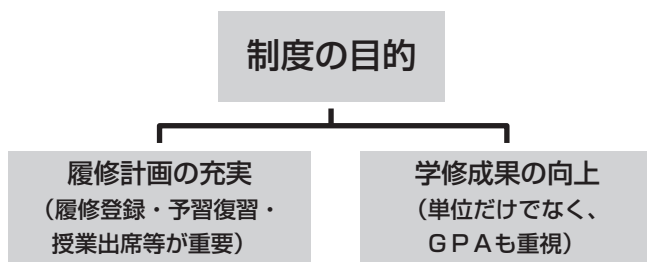 制度の目的
履修計画の充実
（履修登録・予習復習・
授業出席等が重要）
学修成果の向上
（単位だけでなく、
ＧＰＡも重視）